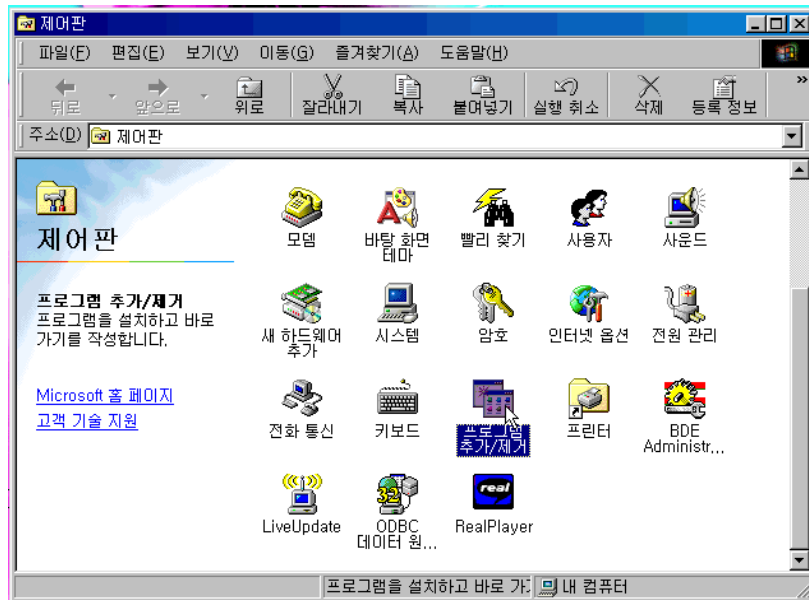 제어판
파일(F) 편집(E) 보기(V) 이동(G) 즐겨찾기(A) 도움말(H)
뒤로 앞으로 위로 잘라내기 복사 붙여넣기 실행 취소 삭제 등록 정보 »
주소(D) 제어판
제어판
프로그램 추가/제거
프로그램을 설치하고 바로
가기를 작성합니다.
Microsoft 홈 페이지
고객 기술 지원
모뎀
바탕 화면
테마
빨리 찾기
사용자
사운드
새 하드웨어
추가
시스템
암호
인터넷 옵션
전원 관리
전화 통신
키보드
프로그램
추가/제거
프린터
BDE
Administr...
LiveUpdate
32
ODBC
데이터 원...
real
RealPlayer
프로그램을 설치하고 바로 가기 내 컴퓨터